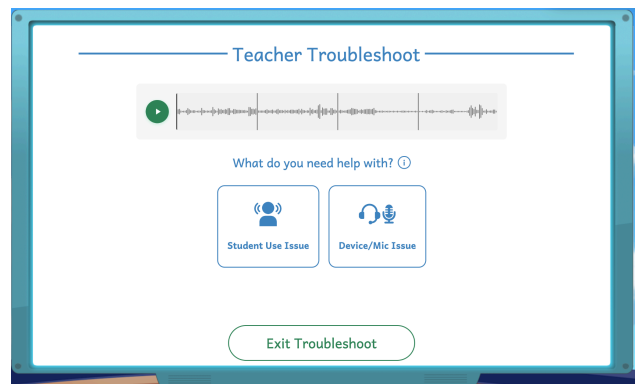 Teacher Troubleshoot
What do you need help with?
Student Use Issue
Device/Mic Issue
Exit Troubleshoot